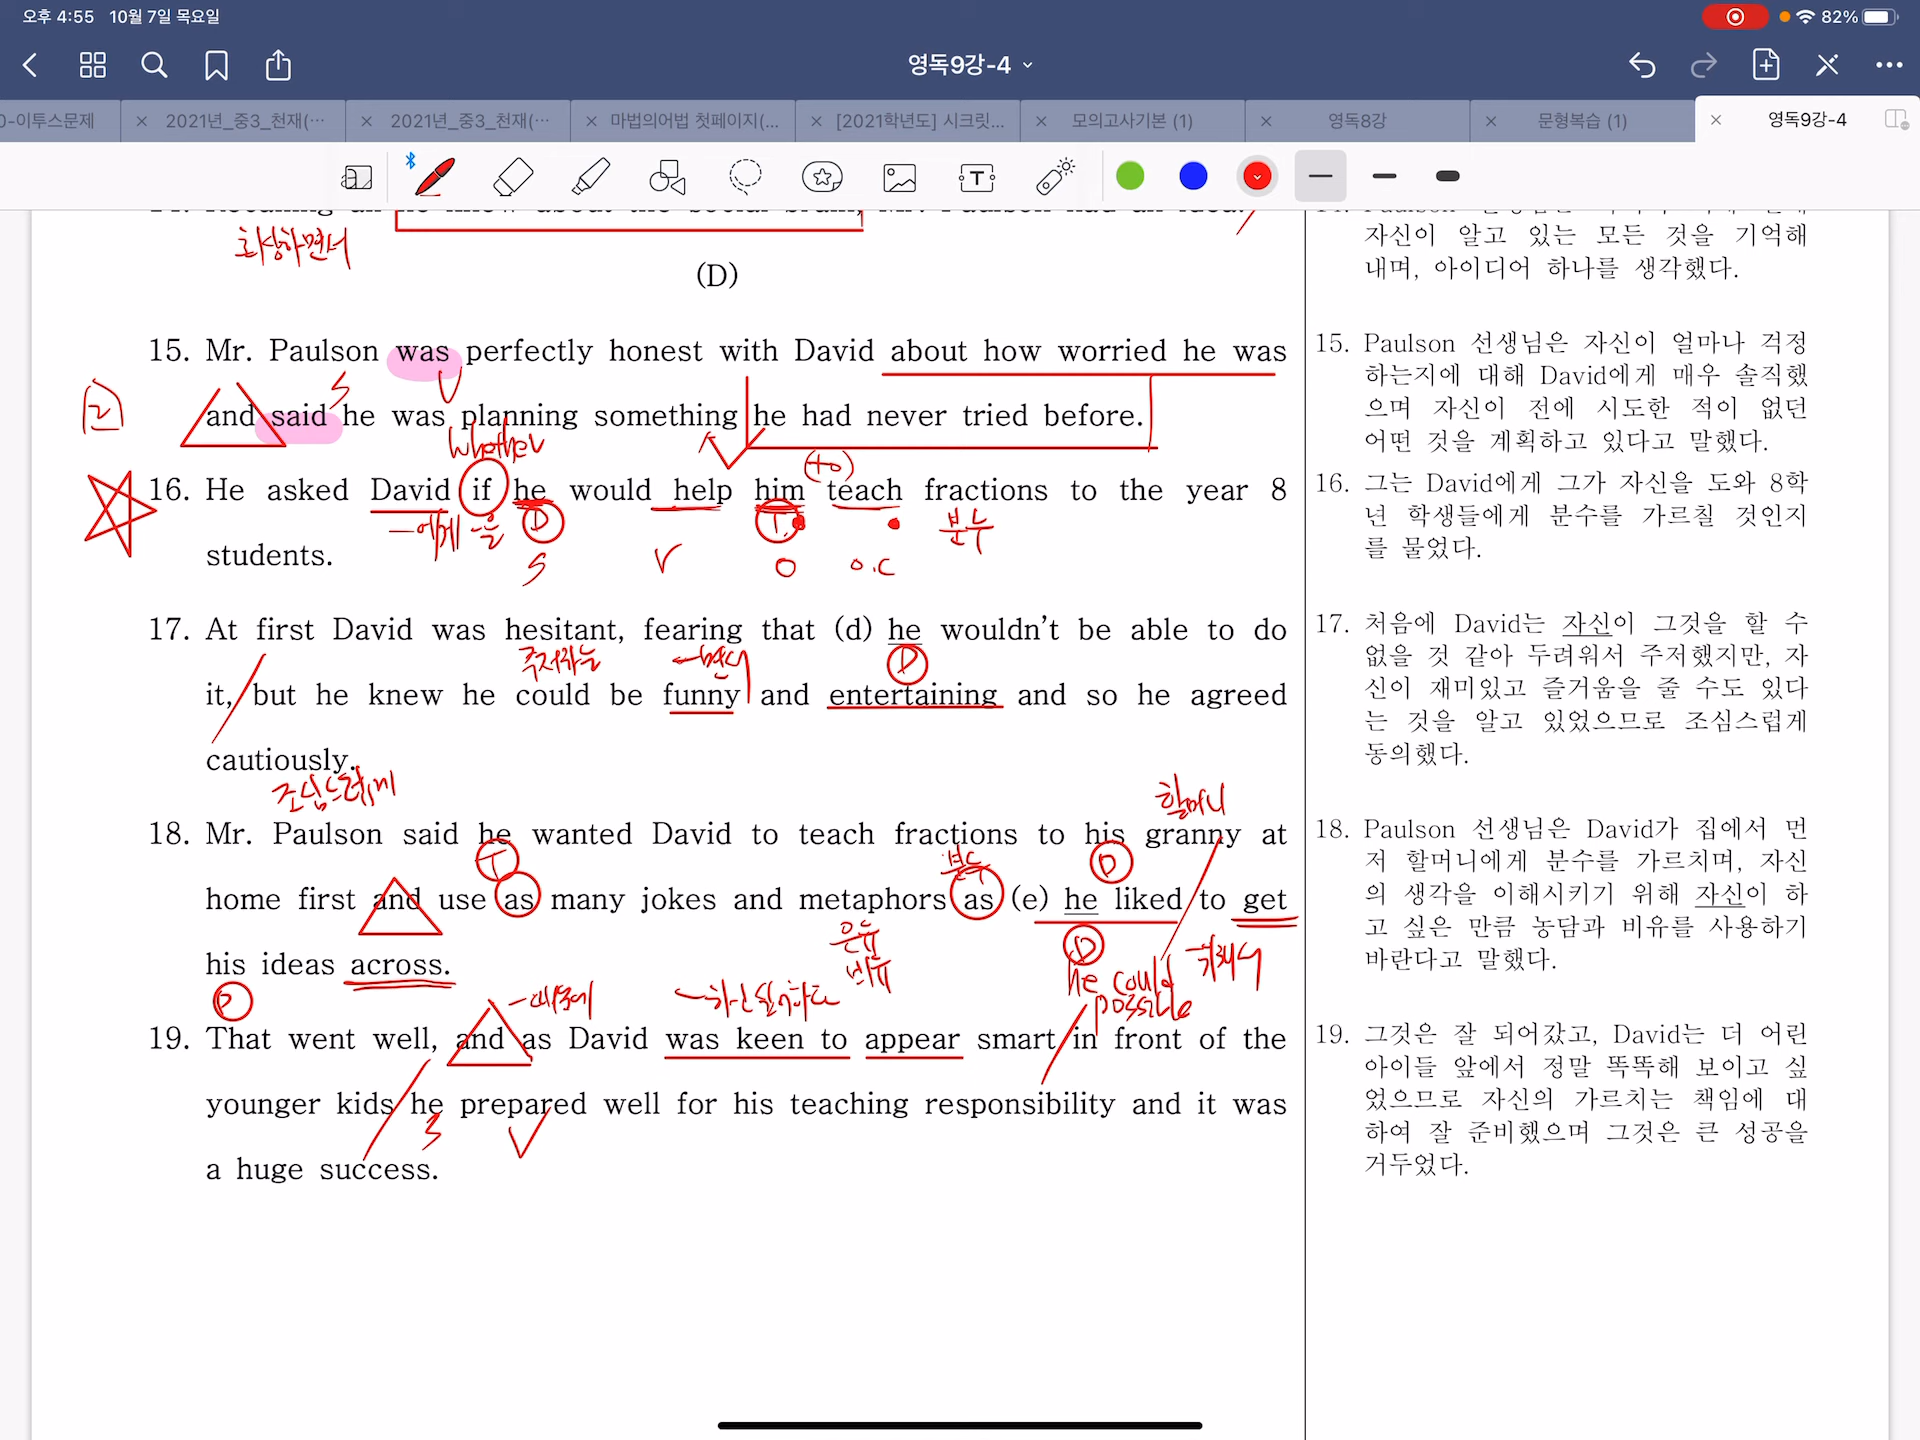 오후 4:55 10월 7일 목요일
82%
영독9강-4
0-이투스문제
2021년_중3_천재(…
2021년_중3_천재(…
마법의어법 첫페이지(...
[2021학년도] 시크릿...
모의고사기본 (1)
영독8강
문형복습 (1)
영독9강-4
(D)
15. Mr. Paulson was perfectly honest with David about how worried he was
S V
2 and said he was planning something he had never tried before.
whether (to)
16. He asked David if he would help him teach fractions to the year 8
-에게 -을 D T 분수
students.
S V O O.C
17. At first David was hesitant, fearing that (d) he wouldn't be able to do
주저하는 -면서 D
it, but he knew he could be funny and entertaining and so he agreed
cautiously.
조심스럽게 할머니
18. Mr. Paulson said he wanted David to teach fractions to his granny at
T 분수 D
home first and use as many jokes and metaphors as (e) he liked to get
은유 비유 D he could possible
his ideas across.
D -때문에 -하고싶어하다
19. That went well, and as David was keen to appear smart in front of the
younger kids he prepared well for his teaching responsibility and it was
S V
a huge success.
자신이 알고 있는 모든 것을 기억해
내며, 아이디어 하나를 생각했다.
15. Paulson 선생님은 자신이 얼마나 걱정
하는지에 대해 David에게 매우 솔직했
으며 자신이 전에 시도한 적이 없던
어떤 것을 계획하고 있다고 말했다.
16. 그는 David에게 그가 자신을 도와 8학
년 학생들에게 분수를 가르칠 것인지
를 물었다.
17. 처음에 David는 자신이 그것을 할 수
없을 것 같아 두려워서 주저했지만, 자
신이 재미있고 즐거움을 줄 수도 있다
는 것을 알고 있었으므로 조심스럽게
동의했다.
18. Paulson 선생님은 David가 집에서 먼
저 할머니에게 분수를 가르치며, 자신
의 생각을 이해시키기 위해 자신이 하
고 싶은 만큼 농담과 비유를 사용하기
바란다고 말했다.
19. 그것은 잘 되어갔고, David는 더 어린
아이들 앞에서 정말 똑똑해 보이고 싶
었으므로 자신의 가르치는 책임에 대
하여 잘 준비했으며 그것은 큰 성공을
거두었다.